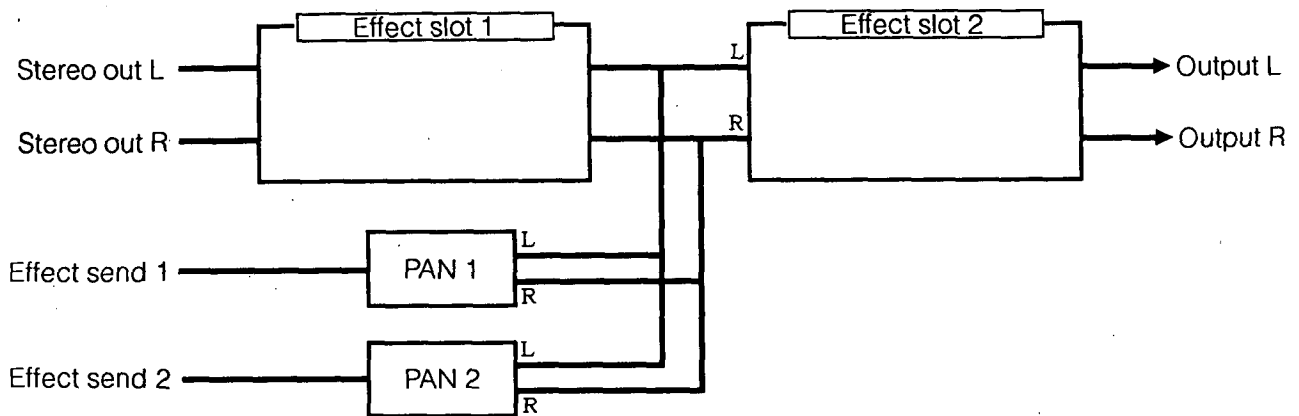 Effect slot 1
Effect slot 2
Stereo out L
L
Output L
Stereo out R
R
Output R
L
Effect send 1
PAN 1
R
L
Effect send 2
PAN 2
R